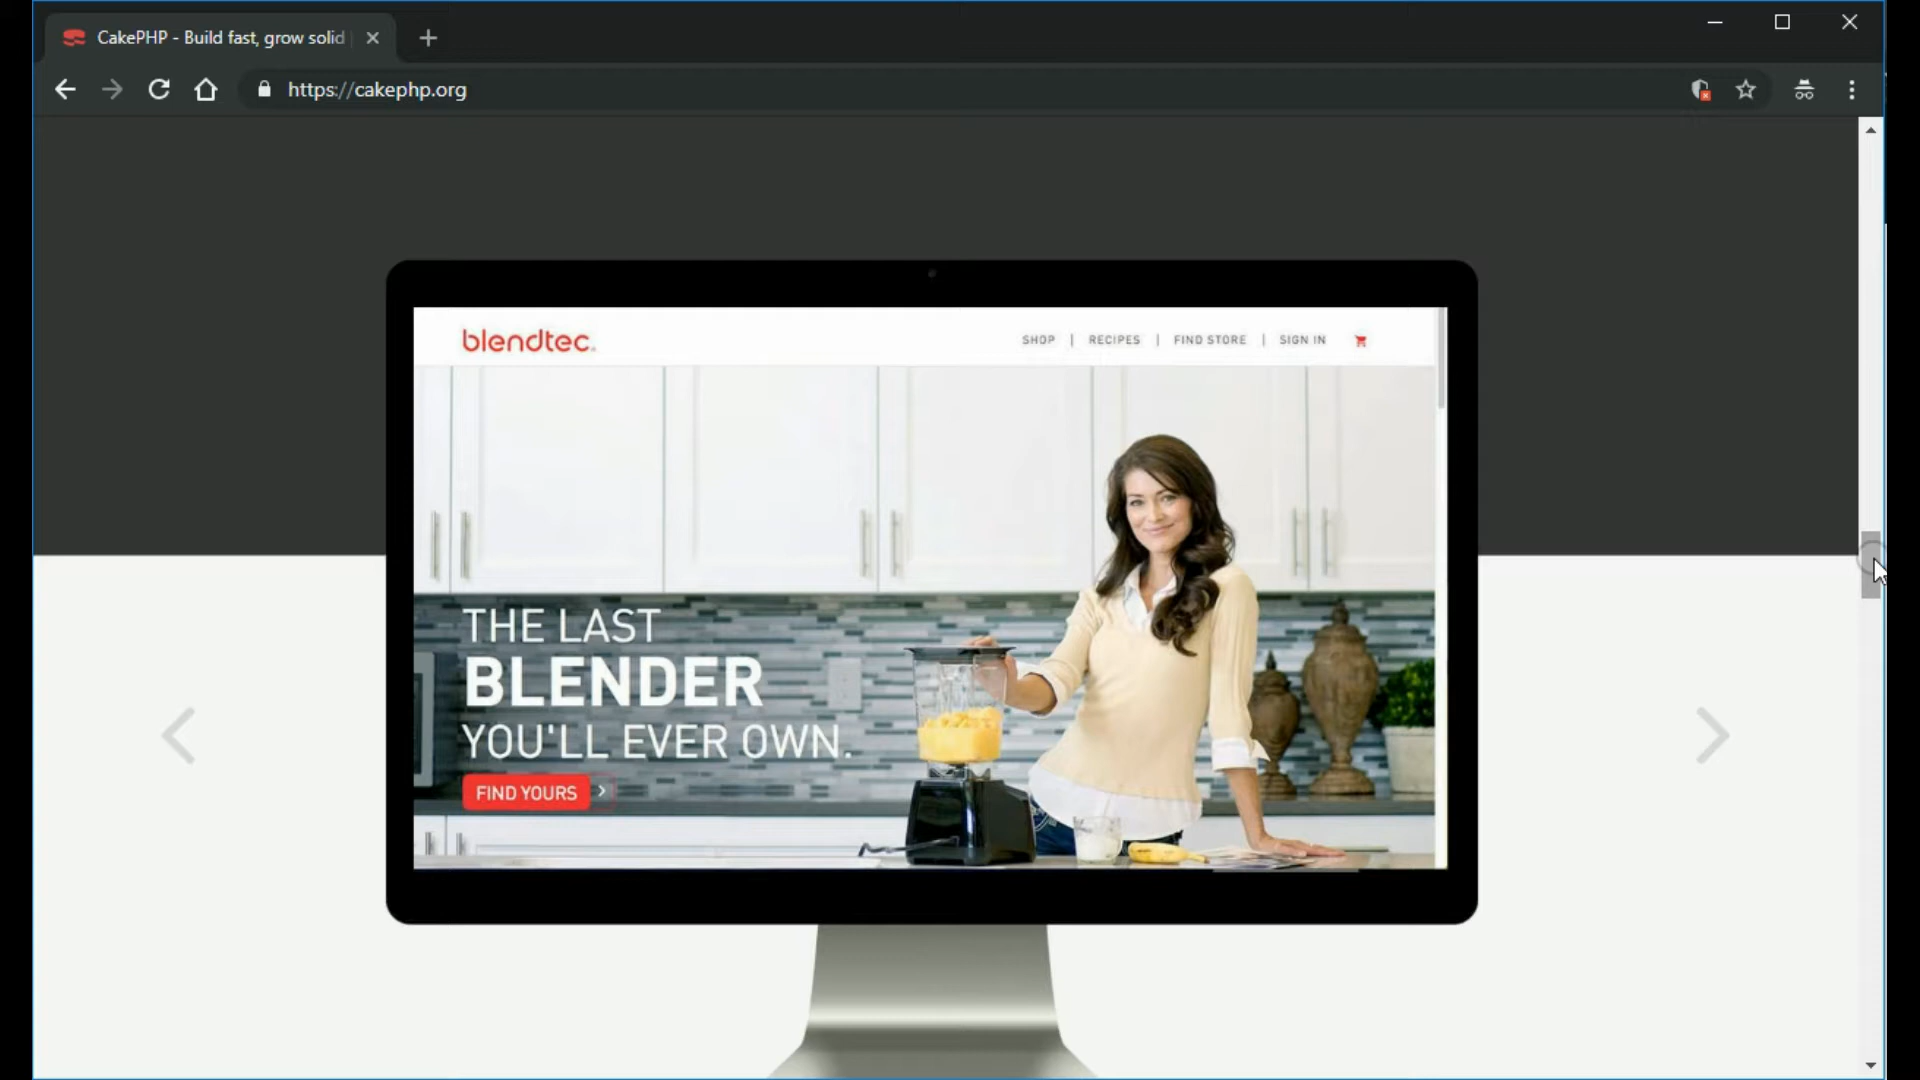 CakePHP - Build fast, grow solid
https://cakephp.org
blendtec
SHOP | RECIPES | FIND STORE | SIGN IN
THE LAST
BLENDER
YOU'LL EVER OWN.
FIND YOURS